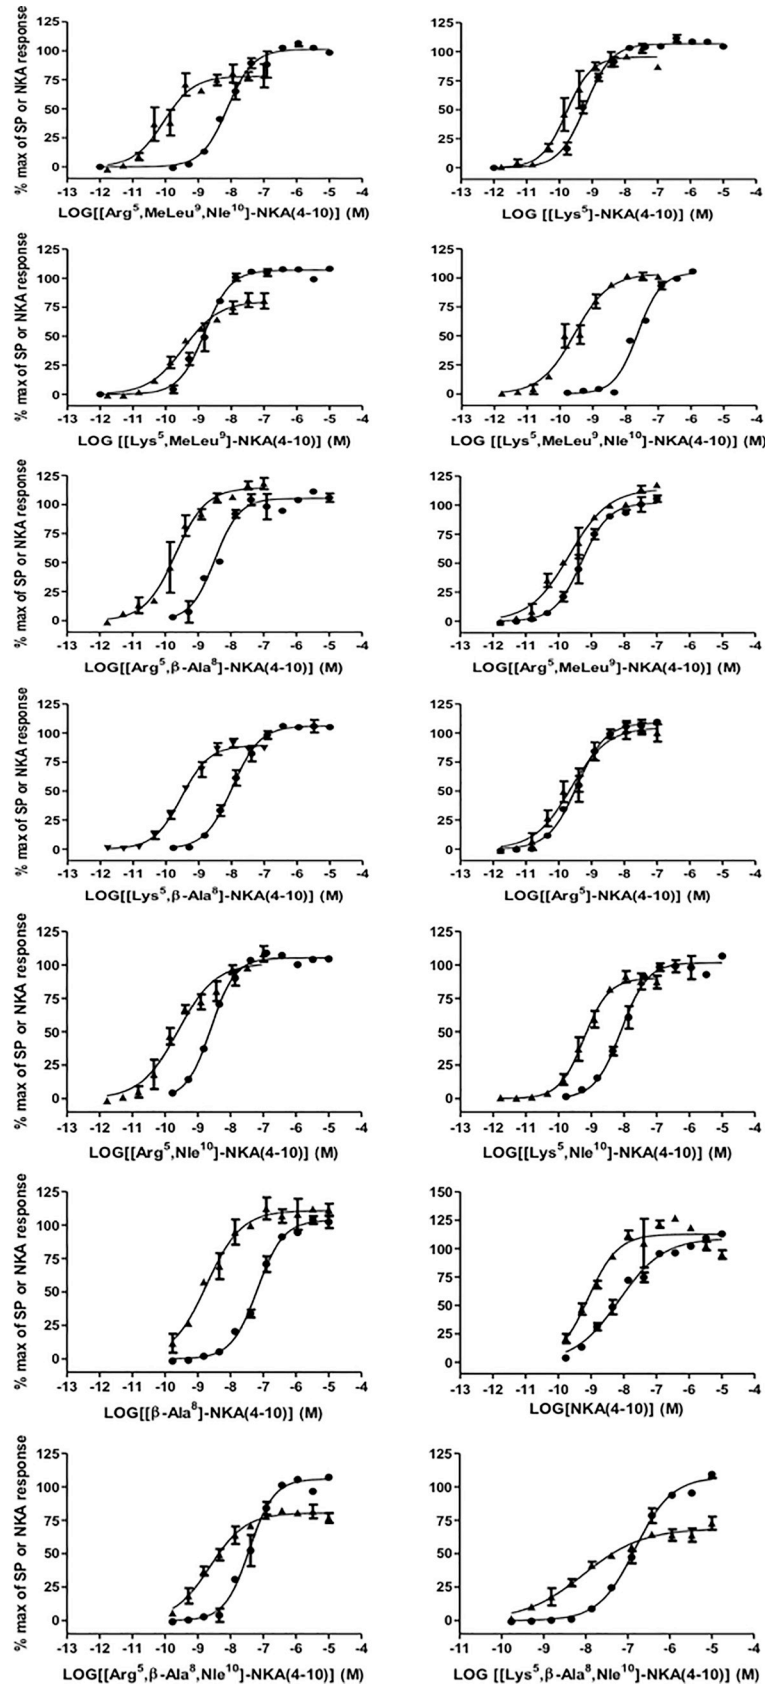 % max of SP or NKA response
125
100
75
50
25
0
-13 -12 -11 -10 -9 -8 -7 -6 -5 -4
LOG[[Arg5,MeLeu9,Nle10]-NKA(4-10)] (M)
125
100
75
50
25
0
-13 -12 -11 -10 -9 -8 -7 -6 -5 -4
LOG [[Lys5]-NKA(4-10)] (M)
% max of SP or NKA response
125
100
75
50
25
0
-13 -12 -11 -10 -9 -8 -7 -6 -5 -4
LOG [[Lys5,MeLeu9]-NKA(4-10)] (M)
125
100
75
50
25
0
-13 -12 -11 -10 -9 -8 -7 -6 -5 -4
LOG [[Lys5,MeLeu9,Nle10]-NKA(4-10)] (M)
% max of SP or NKA response
125
100
75
50
25
0
-13 -12 -11 -10 -9 -8 -7 -6 -5 -4
LOG[[Arg5,β-Ala8]-NKA(4-10)] (M)
125
100
75
50
25
0
-13 -12 -11 -10 -9 -8 -7 -6 -5 -4
LOG[[Arg5,MeLeu9]-NKA(4-10)] (M)
% max of SP or NKA response
125
100
75
50
25
0
-13 -12 -11 -10 -9 -8 -7 -6 -5 -4
LOG[[Lys5,β-Ala8]-NKA(4-10)] (M)
125
100
75
50
25
0
-13 -12 -11 -10 -9 -8 -7 -6 -5 -4
LOG[[Arg5]-NKA(4-10)] (M)
% max of SP or NKA response
125
100
75
50
25
0
-13 -12 -11 -10 -9 -8 -7 -6 -5 -4
LOG[[Arg5,Nle10]-NKA(4-10)] (M)
125
100
75
50
25
0
-13 -12 -11 -10 -9 -8 -7 -6 -5 -4
LOG[[Lys5,Nle10]-NKA(4-10)] (M)
% max of SP or NKA response
125
100
75
50
25
0
-13 -12 -11 -10 -9 -8 -7 -6 -5 -4
LOG[[β-Ala8]-NKA(4-10)] (M)
150
125
100
75
50
25
0
-13 -12 -11 -10 -9 -8 -7 -6 -5 -4
LOG[NKA(4-10)] (M)
% max of SP or NKA response
125
100
75
50
25
0
-13 -12 -11 -10 -9 -8 -7 -6 -5 -4
LOG[[Arg5,β-Ala8,Nle10]-NKA(4-10)] (M)
125
100
75
50
25
0
-11 -10 -9 -8 -7 -6 -5 -4
LOG [[Lys5,β-Ala8,Nle10]-NKA(4-10)] (M)